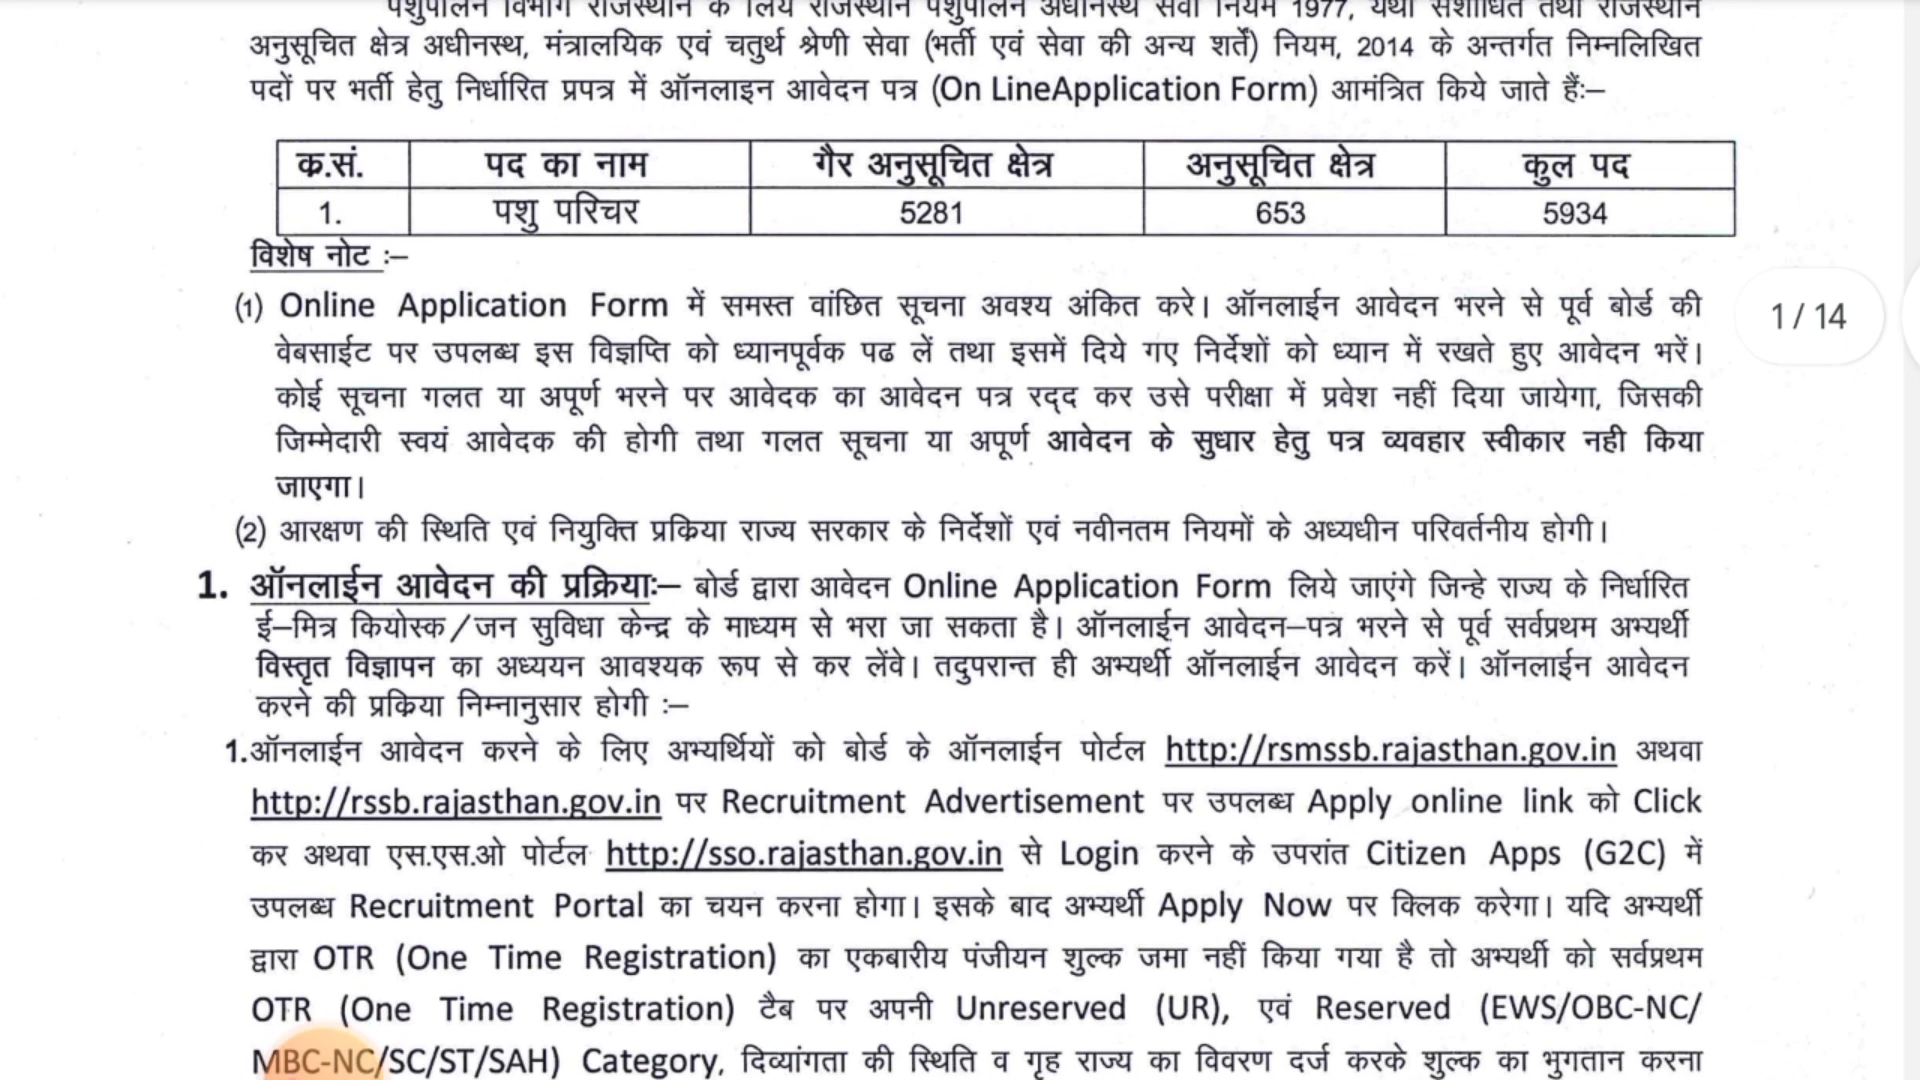 पशुपालन विभाग राजस्थान के लिये राजस्थान पशुपालन अधीनस्थ सेवा नियम 1977, यथा संशोधित तथा राजस्थान
अनुसूचित क्षेत्र अधीनस्थ, मंत्रालयिक एवं चतुर्थ श्रेणी सेवा (भर्ती एवं सेवा की अन्य शर्तें) नियम, 2014 के अन्तर्गत निम्नलिखित
पदों पर भर्ती हेतु निर्धारित प्रपत्र में ऑनलाइन आवेदन पत्र (On LineApplication Form) आमंत्रित किये जाते हैं:–
क.सं. पद का नाम गैर अनुसूचित क्षेत्र अनुसूचित क्षेत्र कुल पद
1. पशु परिचर 5281 653 5934
विशेष नोट :–
(1) Online Application Form में समस्त वांछित सूचना अवश्य अंकित करे। ऑनलाईन आवेदन भरने से पूर्व बोर्ड की
1 / 14
वेबसाईट पर उपलब्ध इस विज्ञप्ति को ध्यानपूर्वक पढ लें तथा इसमें दिये गए निर्देशों को ध्यान में रखते हुए आवेदन भरें।
कोई सूचना गलत या अपूर्ण भरने पर आवेदक का आवेदन पत्र रद्द कर उसे परीक्षा में प्रवेश नहीं दिया जायेगा, जिसकी
जिम्मेदारी स्वयं आवेदक की होगी तथा गलत सूचना या अपूर्ण आवेदन के सुधार हेतु पत्र व्यवहार स्वीकार नही किया
जाएगा।
(2) आरक्षण की स्थिति एवं नियुक्ति प्रक्रिया राज्य सरकार के निर्देशों एवं नवीनतम नियमों के अध्यधीन परिवर्तनीय होगी।
1. ऑनलाईन आवेदन की प्रक्रिया:– बोर्ड द्वारा आवेदन Online Application Form लिये जाएंगे जिन्हे राज्य के निर्धारित
ई–मित्र कियोस्क/जन सुविधा केन्द्र के माध्यम से भरा जा सकता है। ऑनलाईन आवेदन–पत्र भरने से पूर्व सर्वप्रथम अभ्यर्थी
विस्तृत विज्ञापन का अध्ययन आवश्यक रूप से कर लेंवे। तदुपरान्त ही अभ्यर्थी ऑनलाईन आवेदन करें। ऑनलाईन आवेदन
करने की प्रक्रिया निम्नानुसार होगी :–
1.ऑनलाईन आवेदन करने के लिए अभ्यर्थियों को बोर्ड के ऑनलाईन पोर्टल http://rsmssb.rajasthan.gov.in अथवा
http://rssb.rajasthan.gov.in पर Recruitment Advertisement पर उपलब्ध Apply online link को Click
कर अथवा एस.एस.ओ पोर्टल http://sso.rajasthan.gov.in से Login करने के उपरांत Citizen Apps (G2C) में
उपलब्ध Recruitment Portal का चयन करना होगा। इसके बाद अभ्यर्थी Apply Now पर क्लिक करेगा। यदि अभ्यर्थी
द्वारा OTR (One Time Registration) का एकबारीय पंजीयन शुल्क जमा नहीं किया गया है तो अभ्यर्थी को सर्वप्रथम
OTR (One Time Registration) टैब पर अपनी Unreserved (UR), एवं Reserved (EWS/OBC-NC/
MBC-NC/SC/ST/SAH) Category, दिव्यांगता की स्थिति व गृह राज्य का विवरण दर्ज करके शुल्क का भुगतान करना